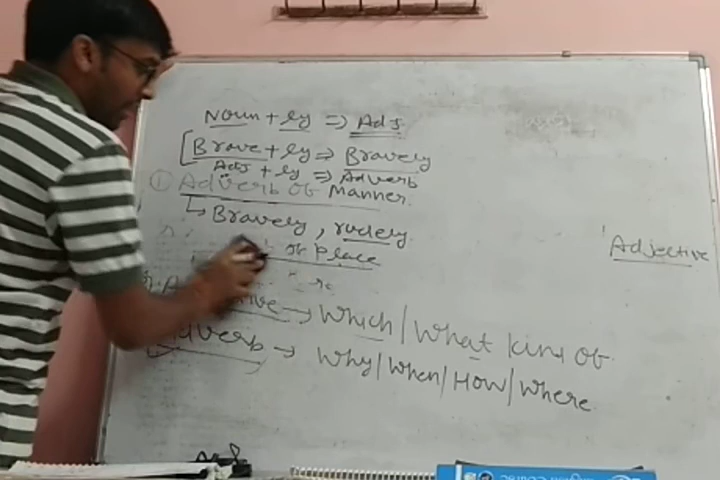 Noun + ly => Adj
[Brave + ly => Bravely
Adj + ly => Adverb
① Adverb of Manner.
↳ Bravely, rudely
of Place
Adjective
ive → Which / What kind of
Adverb → Why / When / How / Where